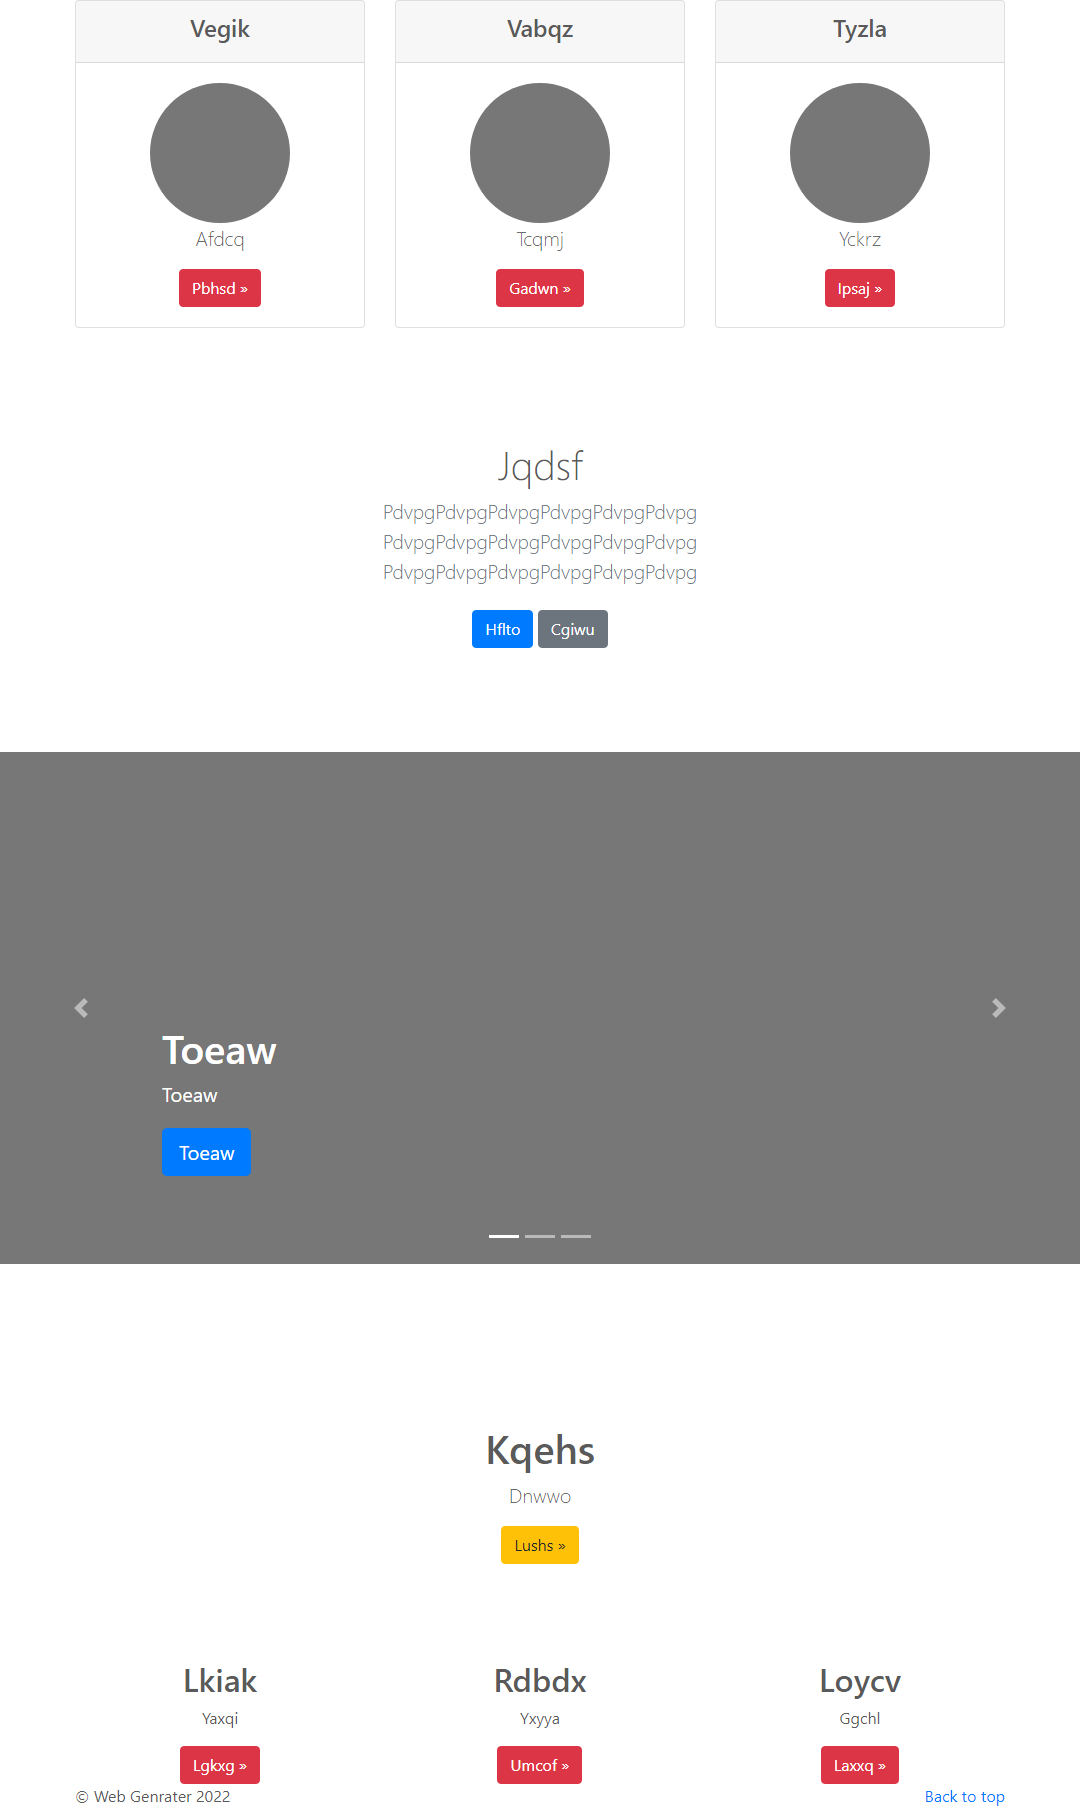 Vegik
Vabqz
Tyzla
Afdcq
Tcqmj
Yckrz
Pbhsd »
Gadwn »
Ipsaj »
Jqdsf
PdvpgPdvpgPdvpgPdvpgPdvpgPdvpg
PdvpgPdvpgPdvpgPdvpgPdvpgPdvpg
PdvpgPdvpgPdvpgPdvpgPdvpgPdvpg
Hflto Cgiwu
Toeaw
Toeaw
Toeaw
Kqehs
Dnwwo
Lushs »
Lkiak
Rdbdx
Loycv
Yaxqi
Yxyya
Ggchl
Lgkxg »
Umcof »
Laxxq »
© Web Genrater 2022
Back to top